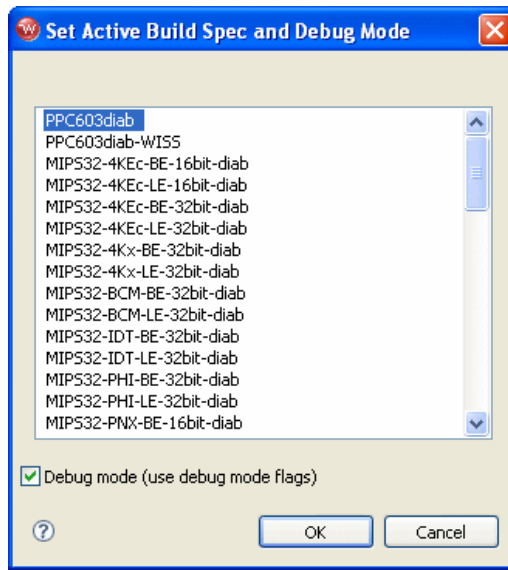 Set Active Build Spec and Debug Mode
PPC603diab
PPC603diab-WISS
MIPS32-4KEc-BE-16bit-diab
MIPS32-4KEc-LE-16bit-diab
MIPS32-4KEc-BE-32bit-diab
MIPS32-4KEc-LE-32bit-diab
MIPS32-4Kx-BE-32bit-diab
MIPS32-4Kx-LE-32bit-diab
MIPS32-BCM-BE-32bit-diab
MIPS32-BCM-LE-32bit-diab
MIPS32-IDT-BE-32bit-diab
MIPS32-IDT-LE-32bit-diab
MIPS32-PHI-BE-32bit-diab
MIPS32-PHI-LE-32bit-diab
MIPS32-PNX-BE-16bit-diab
Debug mode (use debug mode flags)
? OK Cancel